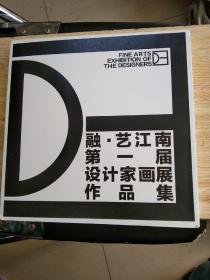 FINE ARTS
EXHIBITION OF
THE DESIGNERS
融·艺江南
第一届
设计家画展
作品集